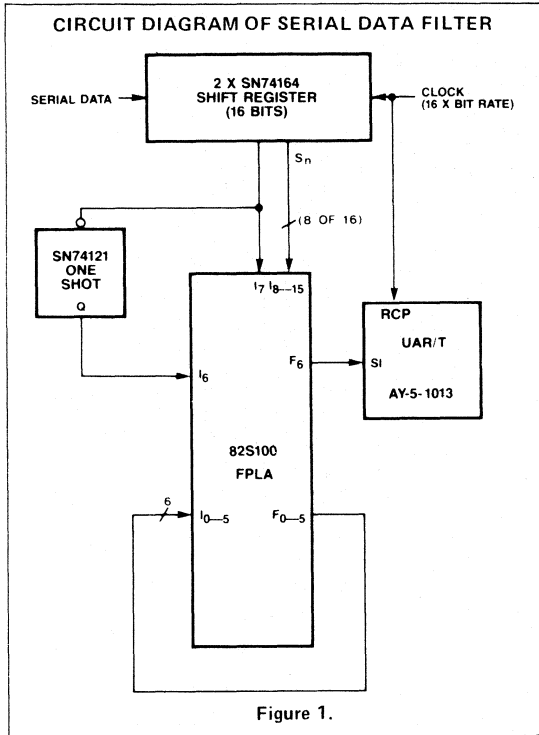 CIRCUIT DIAGRAM OF SERIAL DATA FILTER
2 X SN74164
SHIFT REGISTER
(16 BITS)
SERIAL DATA
CLOCK
(16 X BIT RATE)
Sn
(8 OF 16)
SN74121
ONE
SHOT
Q
I7 I8—15
RCP
UAR/T
SI
AY-5-1013
F6
I6
82S100
FPLA
6
I0—5
F0—5
Figure 1.